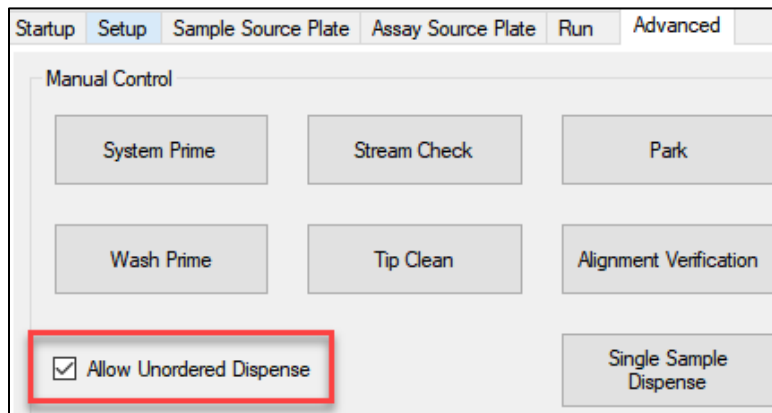 Startup Setup Sample Source Plate Assay Source Plate Run Advanced
Manual Control
System Prime Stream Check Park
Wash Prime Tip Clean Alignment Verification
Allow Unordered Dispense
Single Sample
Dispense